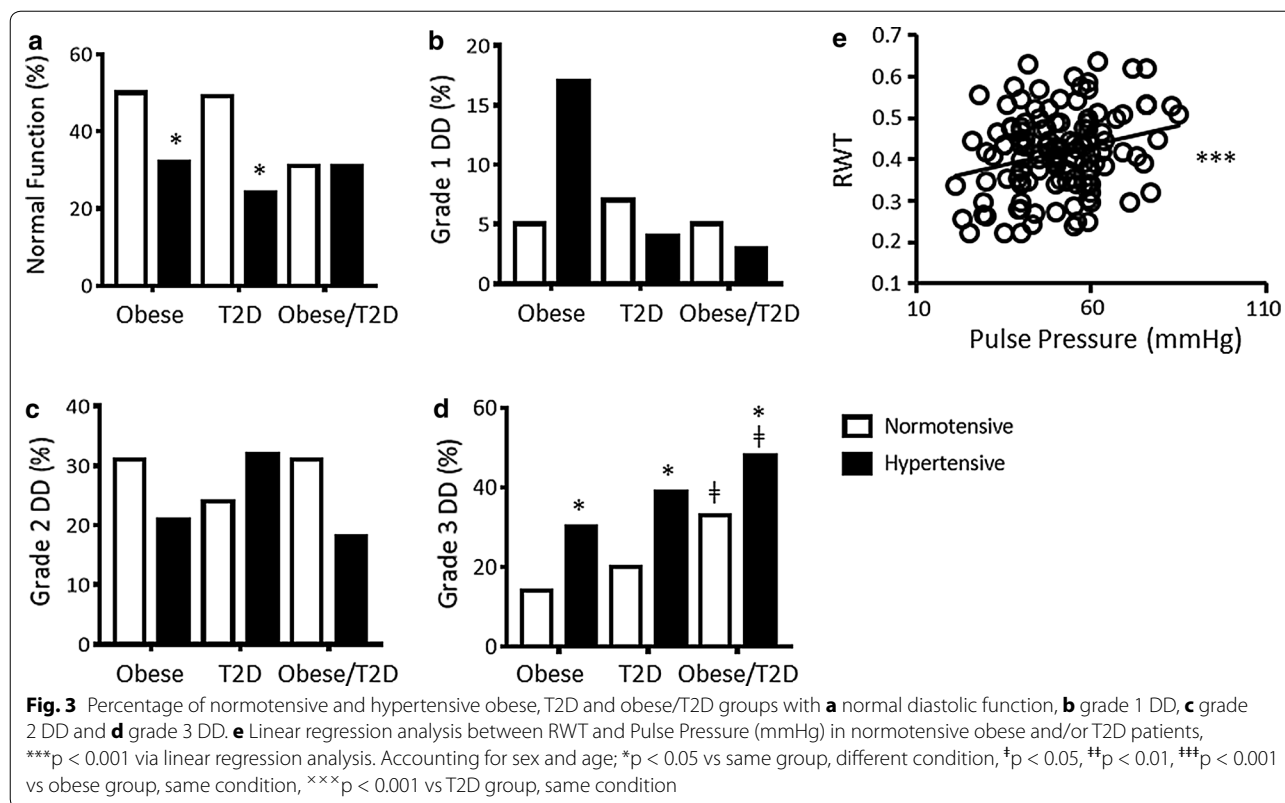 a
Normal Function (%)
60
40
20
0
*
*
Obese T2D Obese/T2D
b
Grade 1 DD (%)
20
15
10
5
0
Obese T2D Obese/T2D
e
RWT
0.7
0.6
0.5
0.4
0.3
0.2
0.1
***
10 60 110
Pulse Pressure (mmHg)
c
Grade 2 DD (%)
40
30
20
10
0
Obese T2D Obese/T2D
d
Grade 3 DD (%)
60
40
20
0
*
*
ǂ
*
ǂ
Obese T2D Obese/T2D
Normotensive
Hypertensive
Fig. 3 Percentage of normotensive and hypertensive obese, T2D and obese/T2D groups with a normal diastolic function, b grade 1 DD, c grade
2 DD and d grade 3 DD. e Linear regression analysis between RWT and Pulse Pressure (mmHg) in normotensive obese and/or T2D patients,
***p < 0.001 via linear regression analysis. Accounting for sex and age; *p < 0.05 vs same group, different condition, ǂp < 0.05, ǂǂp < 0.01, ǂǂǂp < 0.001
vs obese group, same condition, ×××p < 0.001 vs T2D group, same condition